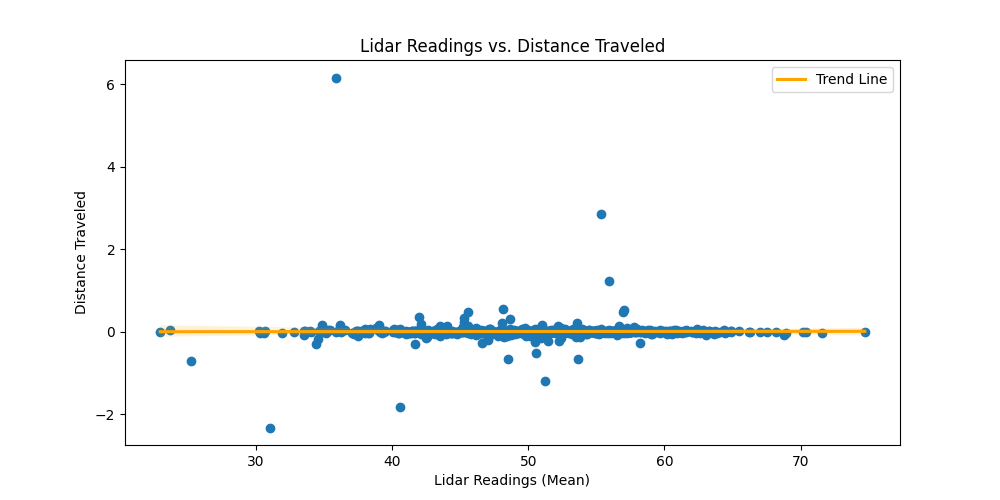 Lidar Readings vs. Distance Traveled
Trend Line
6
4
2
0
−2
Distance Traveled
30 40 50 60 70
Lidar Readings (Mean)